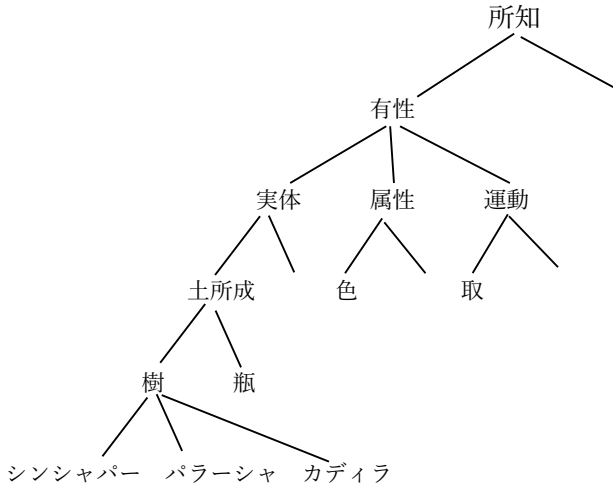 所知
有性
実体 属性 運動
土所成 色 取
樹 瓶
シンシャパー パラーシャ カディラ